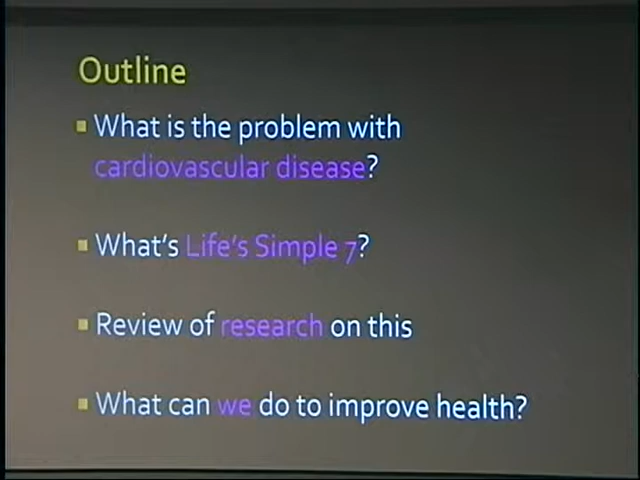 Outline
What is the problem with
cardiovascular disease?
What's Life's Simple 7?
Review of research on this
What can we do to improve health?